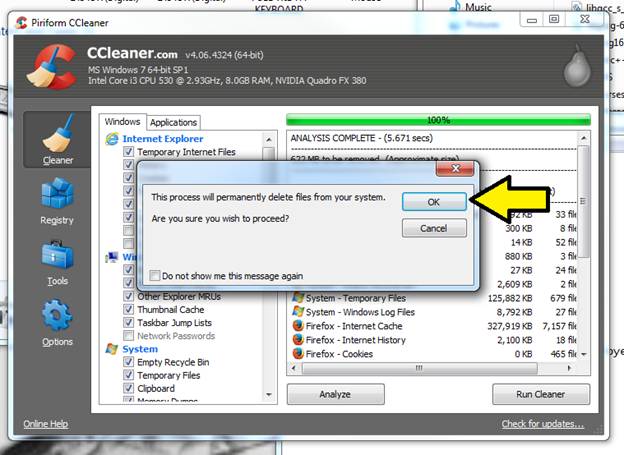 KEYBOARD
Music
Piriform CCleaner
CCleaner.com v4.06.4324 (64-bit)
MS Windows 7 64-bit SP1
Intel Core i3 CPU 530 @ 2.93GHz, 8.0GB RAM, NVIDIA Quadro FX 380
Cleaner
Registry
Tools
Options
Windows
Applications
Internet Explorer
Temporary Internet Files
Other Explorer MRUs
Thumbnail Cache
Taskbar Jump Lists
Network Passwords
System
Empty Recycle Bin
Temporary Files
Clipboard
Memory Dumps
100%
ANALYSIS COMPLETE - (5.671 secs)
622 MB to be removed. (Approximate size)
This process will permanently delete files from your system.
Are you sure you wish to proceed?
OK
Cancel
Do not show me this message again
KB 33 file
300 KB 8 file
14 KB 52 file
880 KB 3 file
27 KB 24 file
2,609 KB 2 file
System - Temporary Files 125,882 KB 679 file
System - Windows Log Files 8,792 KB 27 file
Firefox - Internet Cache 327,919 KB 7,157 file
Firefox - Internet History 2,100 KB 18 file
Firefox - Cookies 0 KB 465 file
Analyze
Run Cleaner
Online Help
Check for updates...